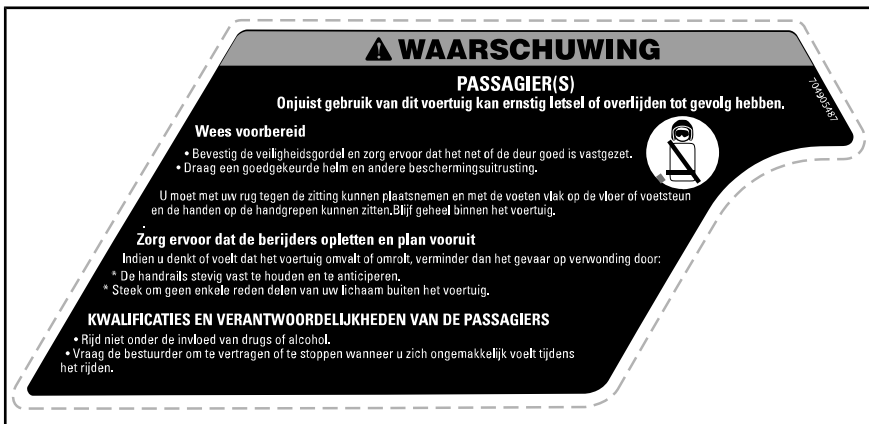 WAARSCHUWING
PASSAGIER(S)
704905487
Onjuist gebruik van dit voertuig kan ernstig letsel of overlijden tot gevolg hebben.
Wees voorbereid
• Bevestig de veiligheidsgordel en zorg ervoor dat het net of de deur goed is vastgezet.
• Draag een goedgekeurde helm en andere beschermingsuitrusting.
U moet met uw rug tegen de zitting kunnen plaatsnemen en met de voeten vlak op de vloer of voetsteun
en de handen op de handgrepen kunnen zitten.Blijf geheel binnen het voertuig.
.
Zorg ervoor dat de berijders opletten en plan vooruit
Indien u denkt of voelt dat het voertuig omvalt of omrolt, verminder dan het gevaar op verwonding door:
* De handrails stevig vast te houden en te anticiperen.
* Steek om geen enkele reden delen van uw lichaam buiten het voertuig.
KWALIFICATIES EN VERANTWOORDELIJKHEDEN VAN DE PASSAGIERS
• Rijd niet onder de invloed van drugs of alcohol.
• Vraag de bestuurder om te vertragen of te stoppen wanneer u zich ongemakkelijk voelt tijdens
het rijden.